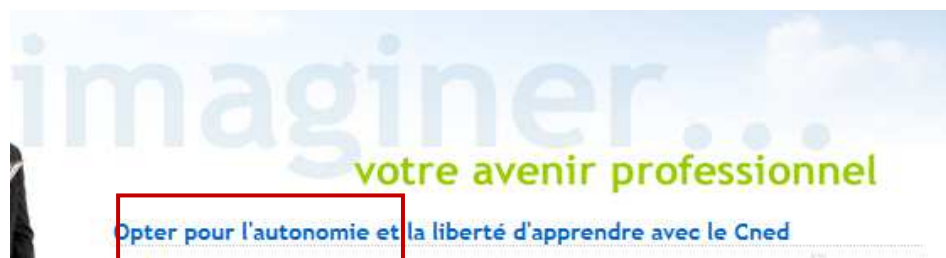 imaginer...
votre avenir professionnel
Opter pour l'autonomie et la liberté d'apprendre avec le Cned